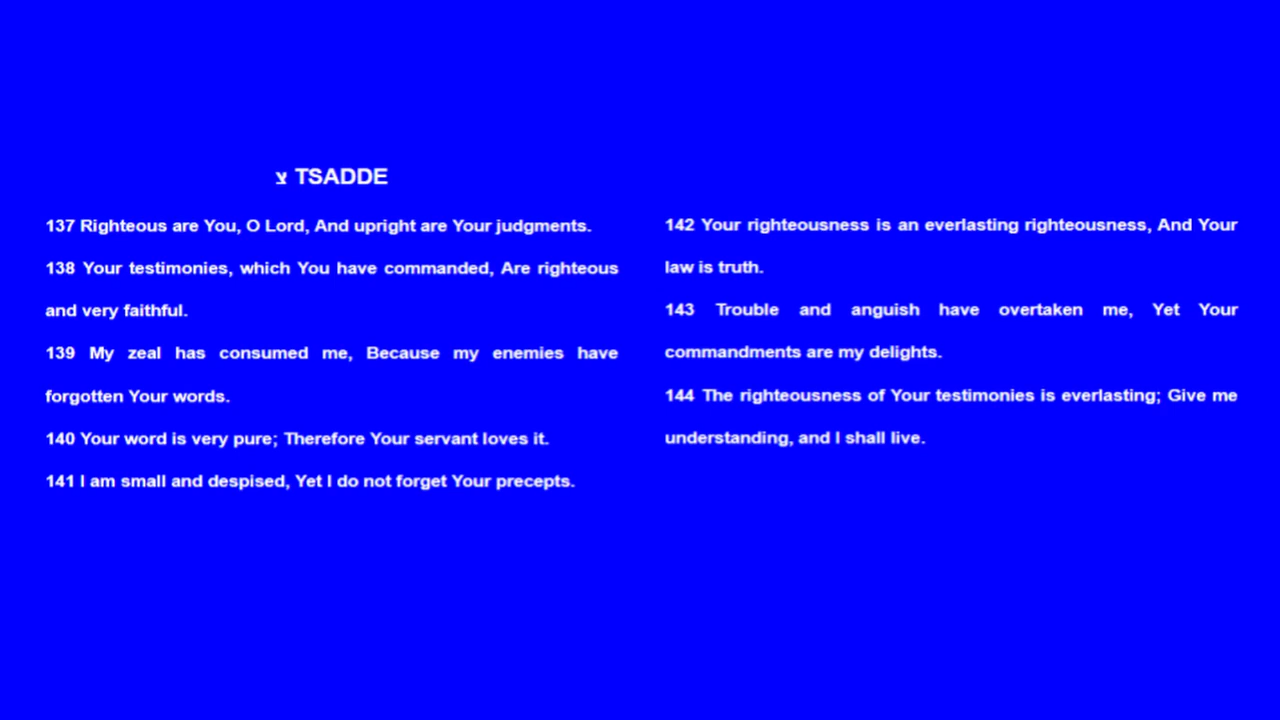 צ TSADDE
137 Righteous are You, O Lord, And upright are Your judgments.
138 Your testimonies, which You have commanded, Are righteous
and very faithful.
139 My zeal has consumed me, Because my enemies have
forgotten Your words.
140 Your word is very pure; Therefore Your servant loves it.
141 I am small and despised, Yet I do not forget Your precepts.
142 Your righteousness is an everlasting righteousness, And Your
law is truth.
143 Trouble and anguish have overtaken me, Yet Your
commandments are my delights.
144 The righteousness of Your testimonies is everlasting; Give me
understanding, and I shall live.